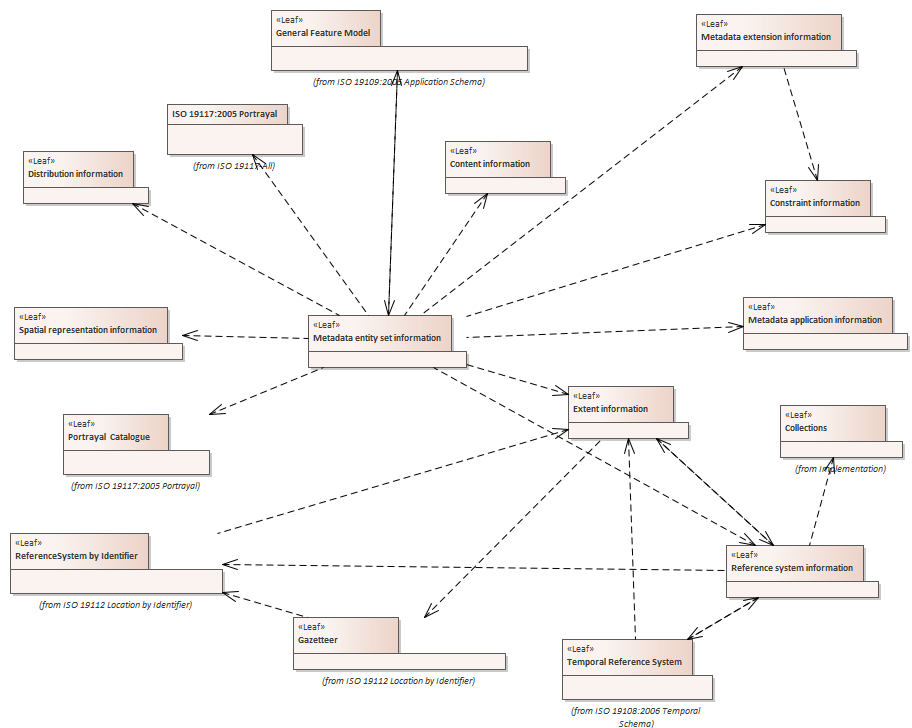 «Leaf»
General Feature Model
(from ISO 19109:2005 Application Schema)
«Leaf»
Metadata extension information
ISO 19117:2005 Portrayal
(from ISO 19117 All)
«Leaf»
Content information
«Leaf»
Distribution information
«Leaf»
Constraint information
«Leaf»
Spatial representation information
«Leaf»
Metadata entity set information
«Leaf»
Metadata application information
«Leaf»
Extent information
«Leaf»
Collections
(from Implementation)
«Leaf»
Portrayal Catalogue
(from ISO 19117:2005 Portrayal)
«Leaf»
ReferenceSystem by Identifier
(from ISO 19112 Location by Identifier)
«Leaf»
Reference system information
«Leaf»
Gazetteer
(from ISO 19112 Location by Identifier)
«Leaf»
Temporal Reference System
(from ISO 19108:2006 Temporal
Schema)